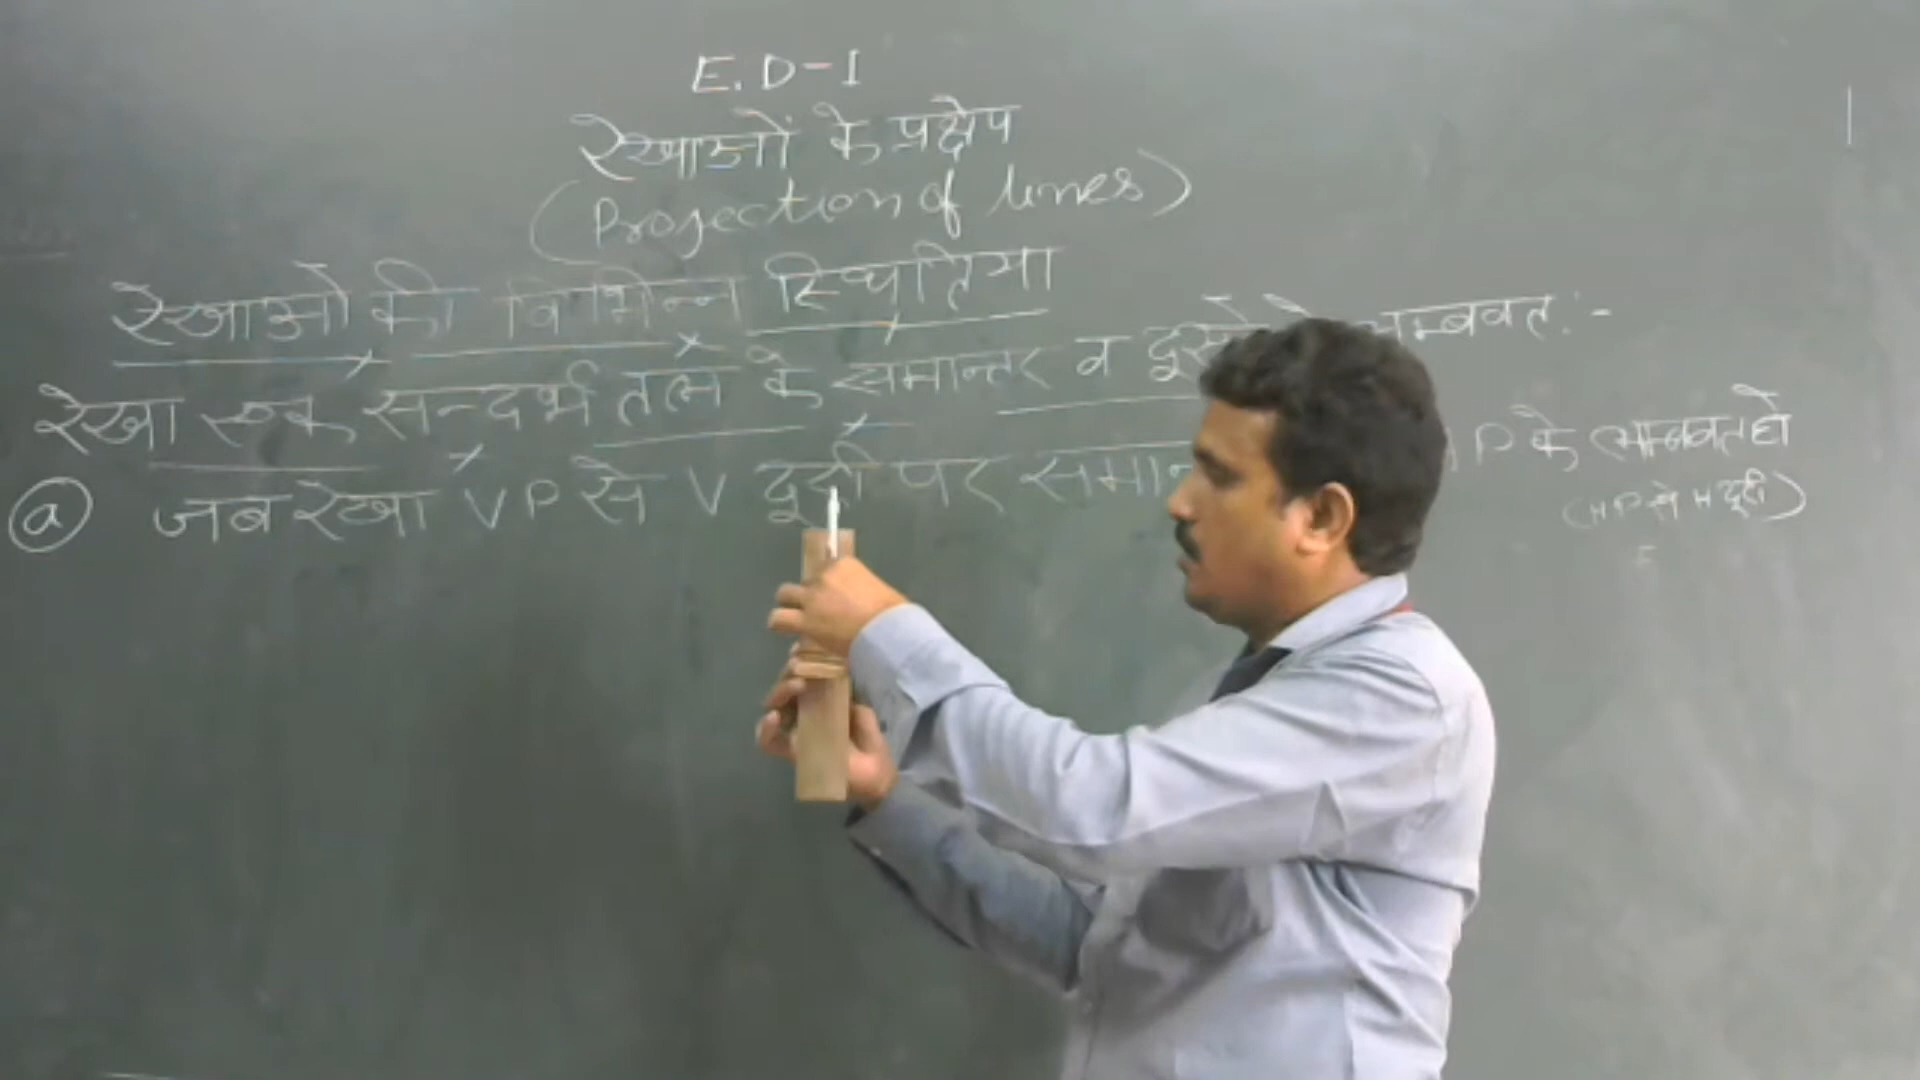 E.D-1
रेखाओं के प्रक्षेप
(Projection of lines)
रेखाओ की विभिन्न स्थितिया
रेखा एक सन्दर्भ तल के समान्तर व दूसरे लम्बवत:-
(a) जब रेखा VP से V दूरी पर समान P के लम्बवत हो
(HP से H दूरी)